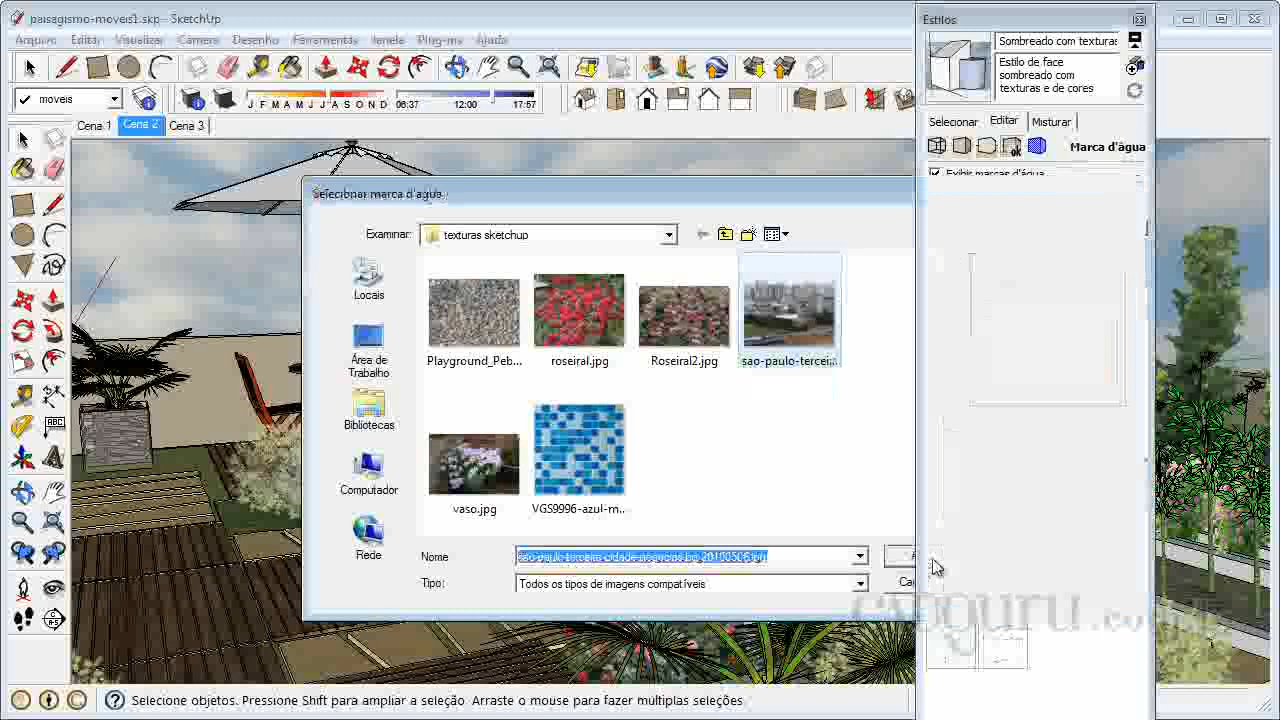 paisagismo-moveis1.skp - SketchUp
Arquivo Editar Visualizar Câmera Desenho Ferramentas Janela Plug-ins Ajuda
moveis
J F M A M J J A S O N D
06:37 12:00 17:57
Cena 1 Cena 2 Cena 3
Estilos
Sombreado com texturas
Estilo de face
sombreado com
texturas e de cores
Selecionar Editar Misturar
Marca d'água
Exibir marcas d'água
Selecionar marca d'água
Examinar: texturas sketchup
Locais
Área de
Trabalho
Bibliotecas
Computador
Rede
Playground_Peb...
roseiral.jpg
Roseiral2.jpg
sao-paulo-tercei...
vaso.jpg
VGS9996-azul-m...
Nome
Tipo: Todos os tipos de imagens compatíveis
ABC
Selecione objetos. Pressione Shift para ampliar a seleção. Arraste o mouse para fazer múltiplas seleções